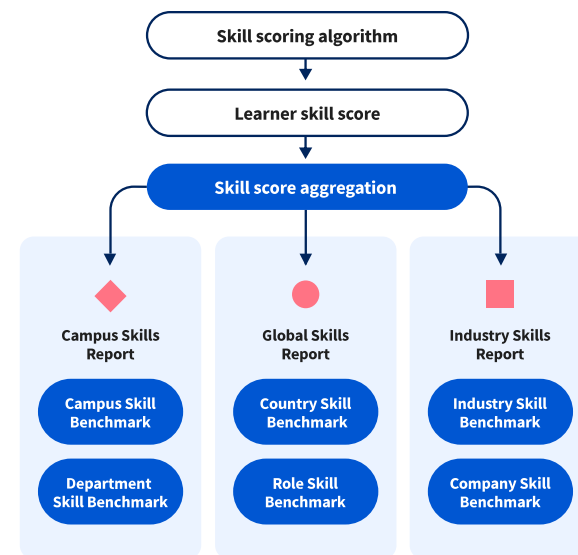 Skill scoring algorithm
Learner skill score
Skill score aggregation
Campus Skills
Report
Campus Skill
Benchmark
Department
Skill Benchmark
Global Skills
Report
Country Skill
Benchmark
Role Skill
Benchmark
Industry Skills
Report
Industry Skill
Benchmark
Company Skill
Benchmark